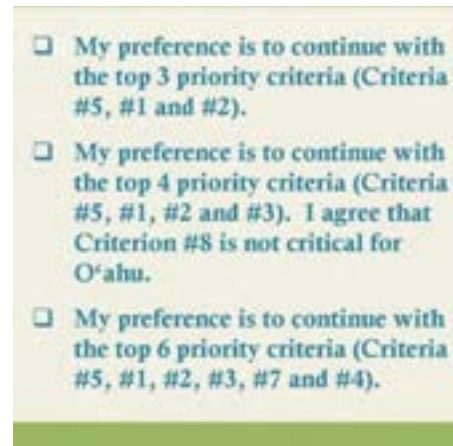 ❑ My preference is to continue with
the top 3 priority criteria (Criteria
#5, #1 and #2).
❑ My preference is to continue with
the top 4 priority criteria (Criteria
#5, #1, #2 and #3). I agree that
Criterion #8 is not critical for
Oʻahu.
❑ My preference is to continue with
the top 6 priority criteria (Criteria
#5, #1, #2, #3, #7 and #4).